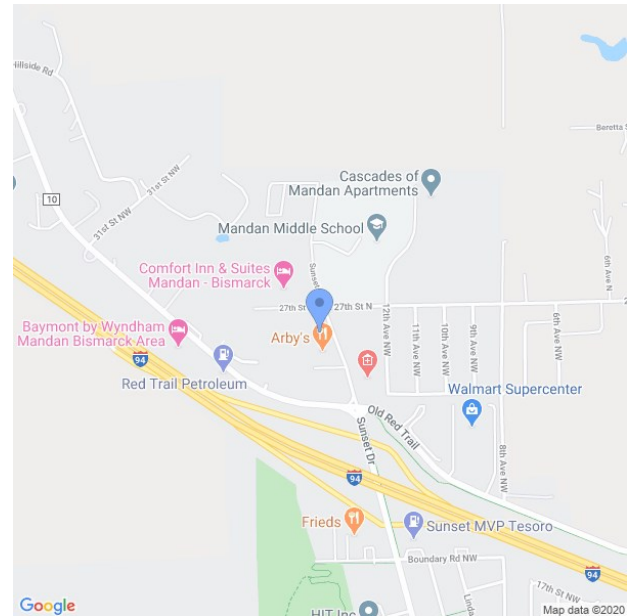 Hillside Rd
Beretta S
31st St NW
31st St NW
10
Cascades of
Mandan Apartments
Mandan Middle School
6th Ave N
Comfort Inn & Suites
Mandan - Bismarck
Sunset
27th St
27th St N
2
Baymont by Wyndham
Mandan Bismarck Area
Arby's
12th Ave NW
11th Ave NW
10th Ave NW
9th Ave NW
6th Ave NW
94
Red Trail Petroleum
Walmart Supercenter
Old Red Trail
Sunset Dr
8th Ave NW
94
Frieds
Sunset MVP Tesoro
Boundary Rd NW
94
17th St NW
Linda
HIT Inc
Google
Map data ©2020